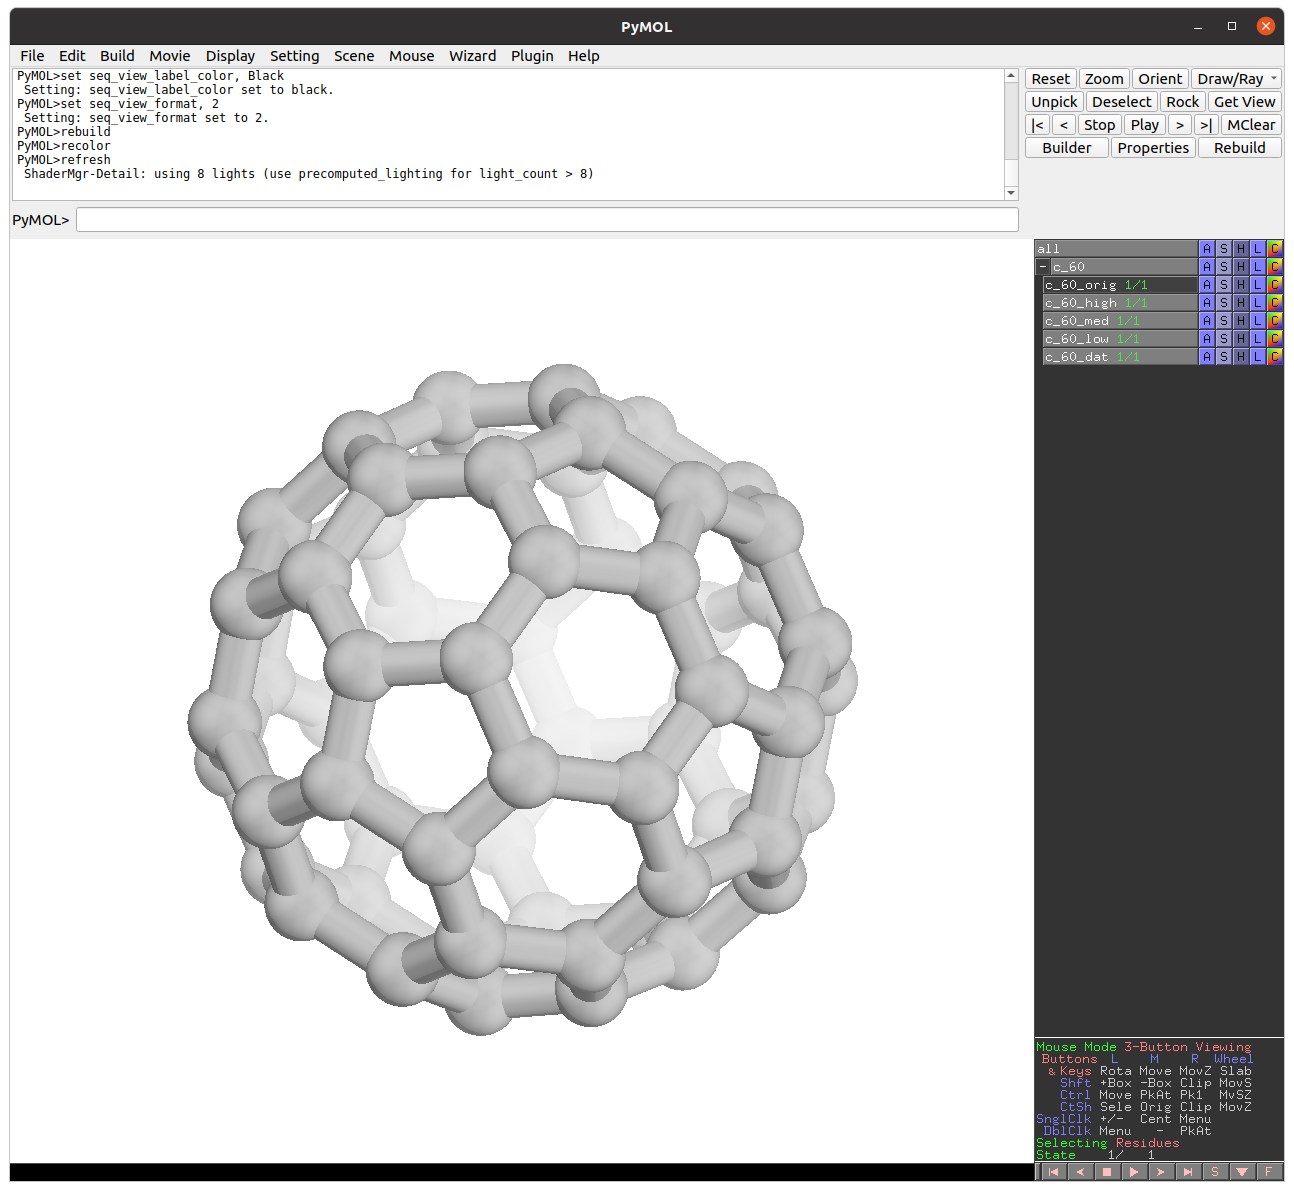 PyMOL
File Edit Build Movie Display Setting Scene Mouse Wizard Plugin Help
PyMOL>set seq_view_label_color, Black
Setting: seq_view_label_color set to black.
PyMOL>set seq_view_format, 2
Setting: seq_view_format set to 2.
PyMOL>rebuild
PyMOL>recolor
PyMOL>refresh
ShaderMgr-Detail: using 8 lights (use precomputed_lighting for light_count > 8)
PyMOL>
Reset Zoom Orient Draw/Ray
Unpick Deselect Rock Get View
|< < Stop Play > >| MClear
Builder Properties Rebuild
all A S H L C
- c_60 A S H L C
c_60_orig 1/1 A S H L C
c_60_high 1/1 A S H L C
c_60_med 1/1 A S H L C
c_60_low 1/1 A S H L C
c_60_dat 1/1 A S H L C
Mouse Mode 3-Button Viewing
Buttons L M R Wheel
& Keys Rota Move MovZ Slab
Shft +Box -Box Clip MovS
Ctrl Move PkAt Pk1 MvSZ
CtSh Sele Orig Clip MovZ
SnglClk +/- Cent Menu
DblClk Menu - PkAt
Selecting Residues
State 1/ 1
S F